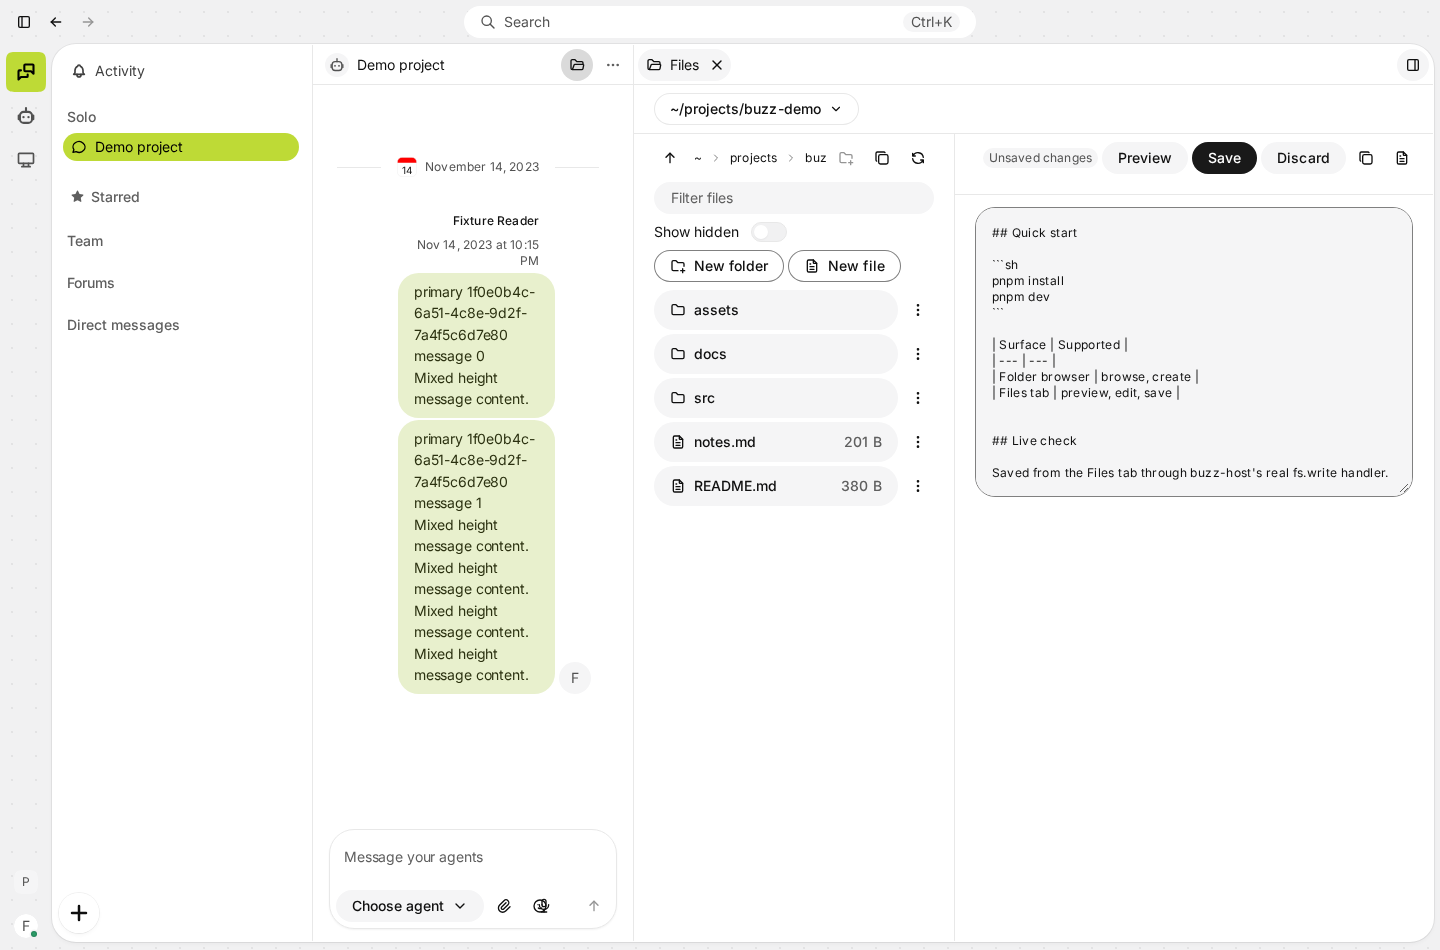 Search
Ctrl+K
Activity
Solo
Demo project
Starred
Team
Forums
Direct messages
P
F
Demo project
14
November 14, 2023
Fixture Reader
Nov 14, 2023 at 10:15
PM
primary 1f0e0b4c-
6a51-4c8e-9d2f-
7a4f5c6d7e80
message 0
Mixed height
message content.
primary 1f0e0b4c-
6a51-4c8e-9d2f-
7a4f5c6d7e80
message 1
Mixed height
message content.
Mixed height
message content.
Mixed height
message content.
Mixed height
message content.
F
Message your agents
Choose agent
Files
~/projects/buzz-demo
~ projects buz
Filter files
Show hidden
New folder
New file
assets
docs
src
notes.md 201 B
README.md 380 B
Unsaved changes
Preview
Save
Discard
## Quick start
```sh
pnpm install
pnpm dev
```
| Surface | Supported |
| --- | --- |
| Folder browser | browse, create |
| Files tab | preview, edit, save |
## Live check
Saved from the Files tab through buzz-host's real fs.write handler.